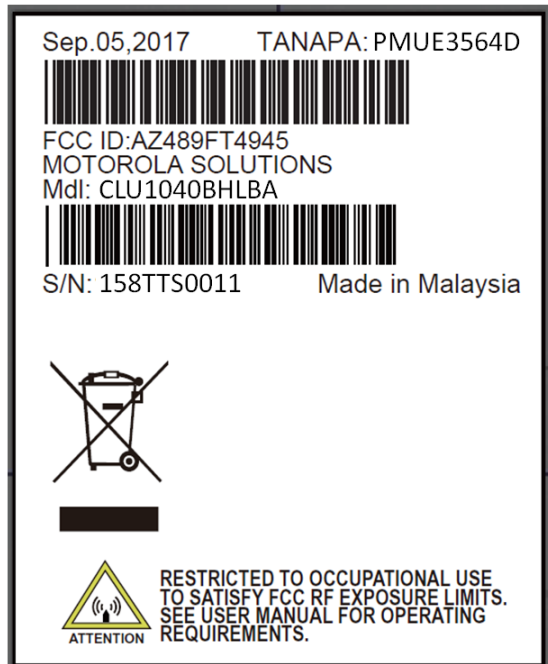 Sep.05,2017 TANAPA: PMUE3564D
FCC ID:AZ489FT4945
MOTOROLA SOLUTIONS
Mdl: CLU1040BHLBA
S/N: 158TTS0011 Made in Malaysia
RESTRICTED TO OCCUPATIONAL USE
TO SATISFY FCC RF EXPOSURE LIMITS.
SEE USER MANUAL FOR OPERATING
REQUIREMENTS.
ATTENTION